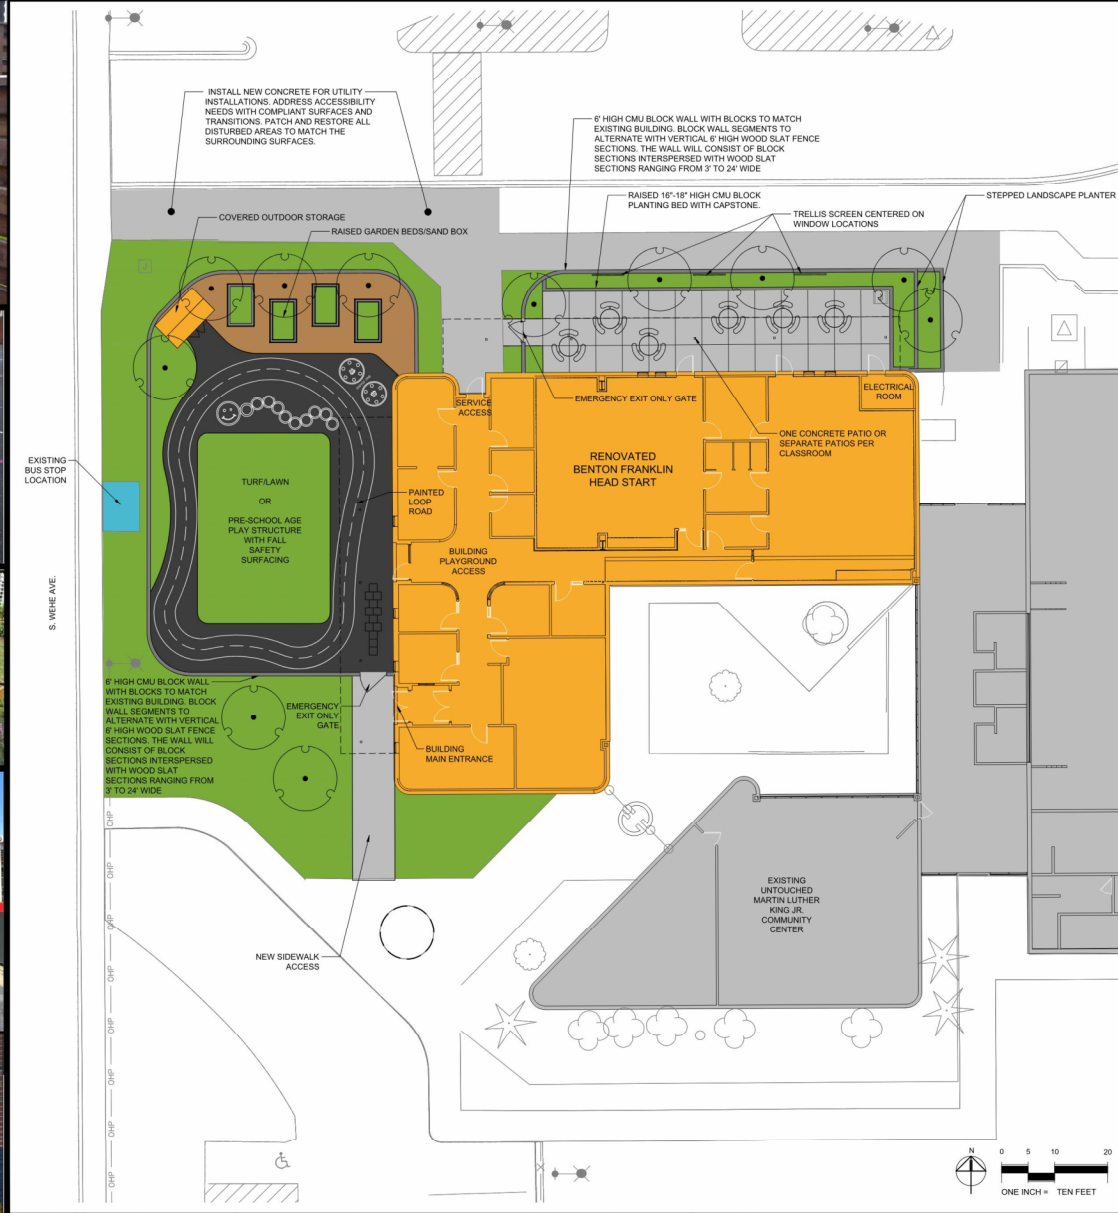 INSTALL NEW CONCRETE FOR UTILITY
INSTALLATIONS. ADDRESS ACCESSIBILITY
NEEDS WITH COMPLIANT SURFACES AND
TRANSITIONS. PATCH AND RESTORE ALL
DISTURBED AREAS TO MATCH THE
SURROUNDING SURFACES.
6' HIGH CMU BLOCK WALL WITH BLOCKS TO MATCH
EXISTING BUILDING. BLOCK WALL SEGMENTS TO
ALTERNATE WITH VERTICAL 6' HIGH WOOD SLAT FENCE
SECTIONS. THE WALL WILL CONSIST OF BLOCK
SECTIONS INTERSPERSED WITH WOOD SLAT
SECTIONS RANGING FROM 3' TO 24' WIDE
RAISED 16"-18" HIGH CMU BLOCK
PLANTING BED WITH CAPSTONE.
STEPPED LANDSCAPE PLANTER
TRELLIS SCREEN CENTERED ON
WINDOW LOCATIONS
COVERED OUTDOOR STORAGE
RAISED GARDEN BEDS/SAND BOX
SERVICE
ACCESS
EMERGENCY EXIT ONLY GATE
ELECTRICAL
ROOM
ONE CONCRETE PATIO OR
SEPARATE PATIOS PER
CLASSROOM
RENOVATED
BENTON FRANKLIN
HEAD START
EXISTING
BUS STOP
LOCATION
TURF/LAWN
OR
PRE-SCHOOL AGE
PLAY STRUCTURE
WITH FALL
SAFETY
SURFACING
PAINTED
LOOP
ROAD
BUILDING
PLAYGROUND
ACCESS
S. WEHE AVE.
6' HIGH CMU BLOCK WALL
WITH BLOCKS TO MATCH
EXISTING BUILDING. BLOCK
WALL SEGMENTS TO
ALTERNATE WITH VERTICAL
6' HIGH WOOD SLAT FENCE
SECTIONS. THE WALL WILL
CONSIST OF BLOCK
SECTIONS INTERSPERSED
WITH WOOD SLAT
SECTIONS RANGING FROM
3' TO 24' WIDE
EMERGENCY
EXIT ONLY
GATE
BUILDING
MAIN ENTRANCE
OHP
OHP
OHP
OHP
OHP
OHP
OHP
OHP
EXISTING
UNTOUCHED
MARTIN LUTHER
KING JR.
COMMUNITY
CENTER
NEW SIDEWALK
ACCESS
N
0 5 10 20
ONE INCH = TEN FEET